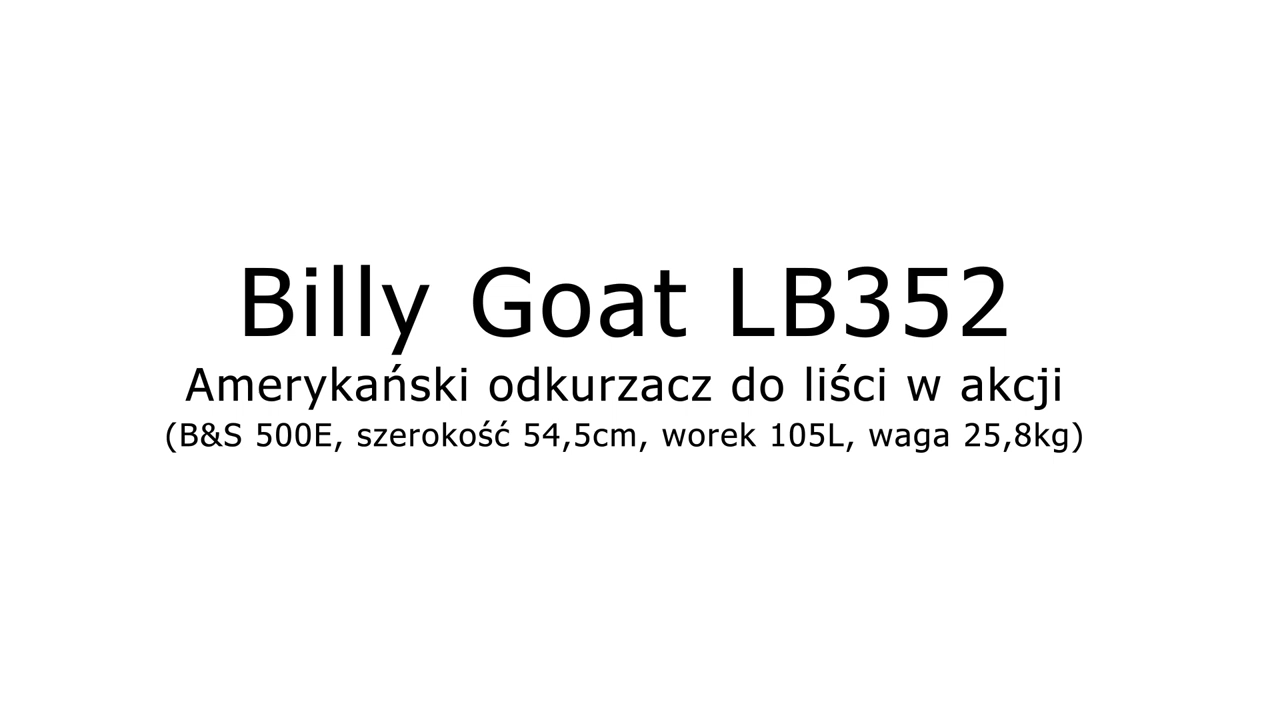 Billy Goat LB352
Amerykański odkurzacz do liści w akcji
(B&S 500E, szerokość 54,5cm, worek 105L, waga 25,8kg)